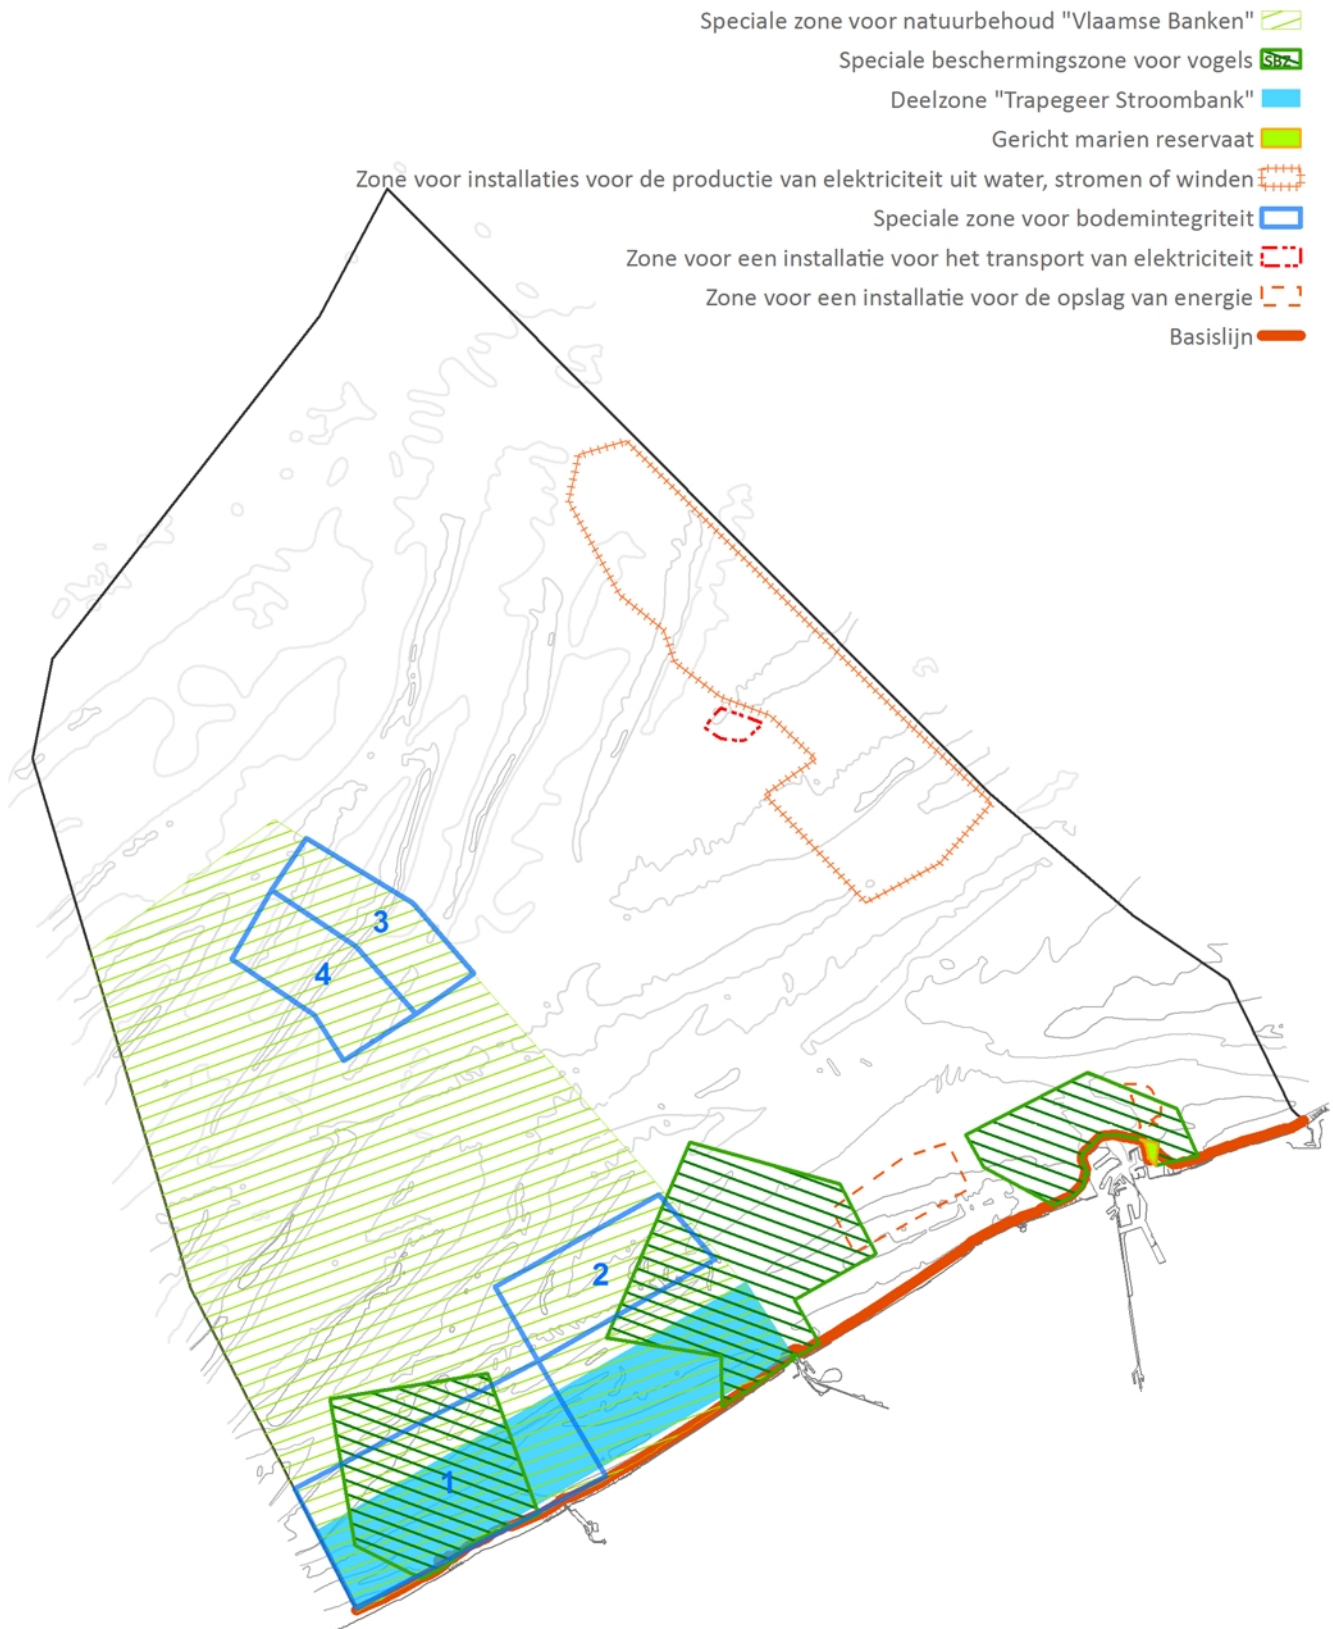 Speciale zone voor natuurbehoud "Vlaamse Banken"
Speciale beschermingszone voor vogels SBZ
Deelzone "Trapegeer Stroombank"
Gericht marien reservaat
Zone voor installaties voor de productie van elektriciteit uit water, stromen of winden
Speciale zone voor bodemintegriteit
Zone voor een installatie voor het transport van elektriciteit
Zone voor een installatie voor de opslag van energie
Basislijn
3
4
2
1